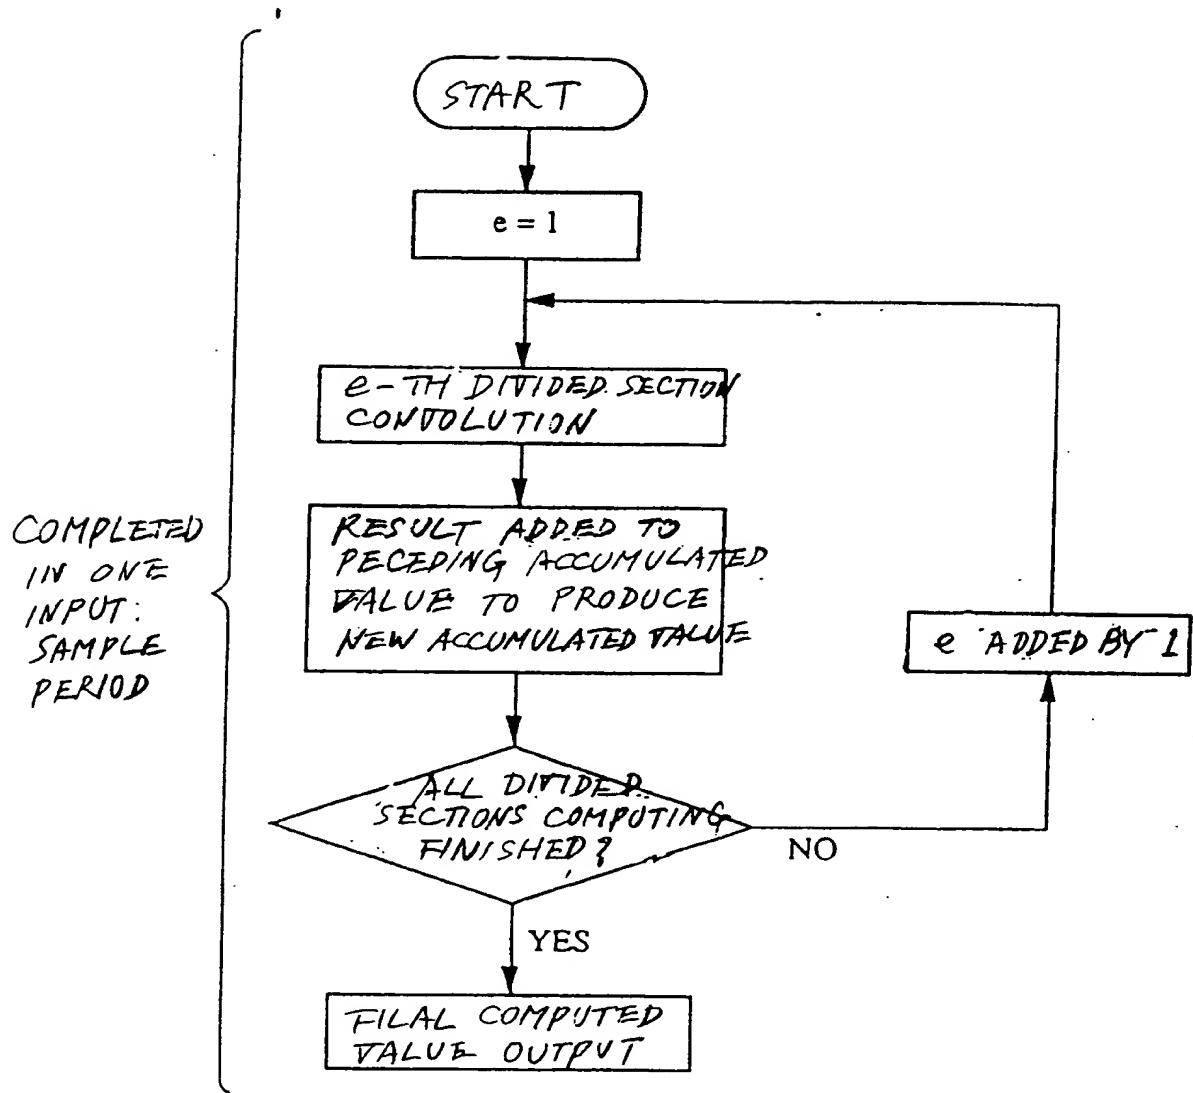 START
e = 1
e-TH DIVIDED SECTION
CONVOLUTION
RESULT ADDED TO
PECEDING ACCUMULATED
VALUE TO PRODUCE
NEW ACCUMULATED VALUE
COMPLETED
IN ONE
INPUT
SAMPLE
PERIOD
e ADDED BY 1
ALL DIVIDED
SECTIONS COMPUTING
FINISHED?
NO
YES
FILAL COMPUTED
VALUE OUTPUT